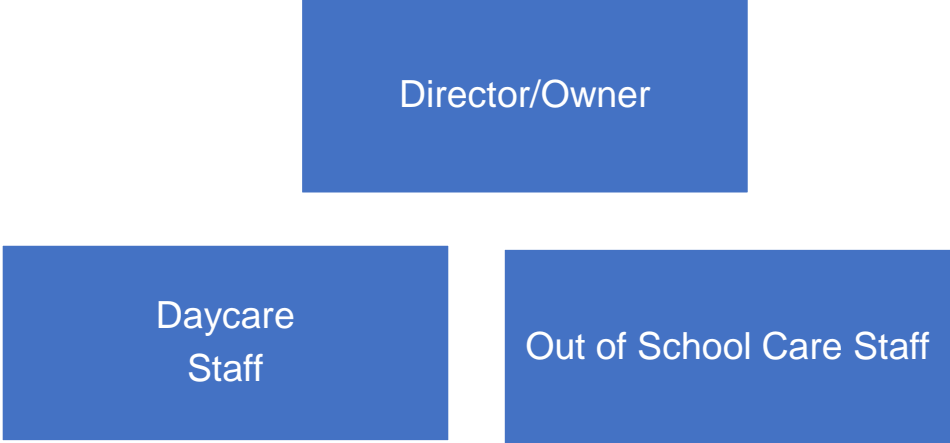 Director/Owner
Daycare
Staff
Out of School Care Staff